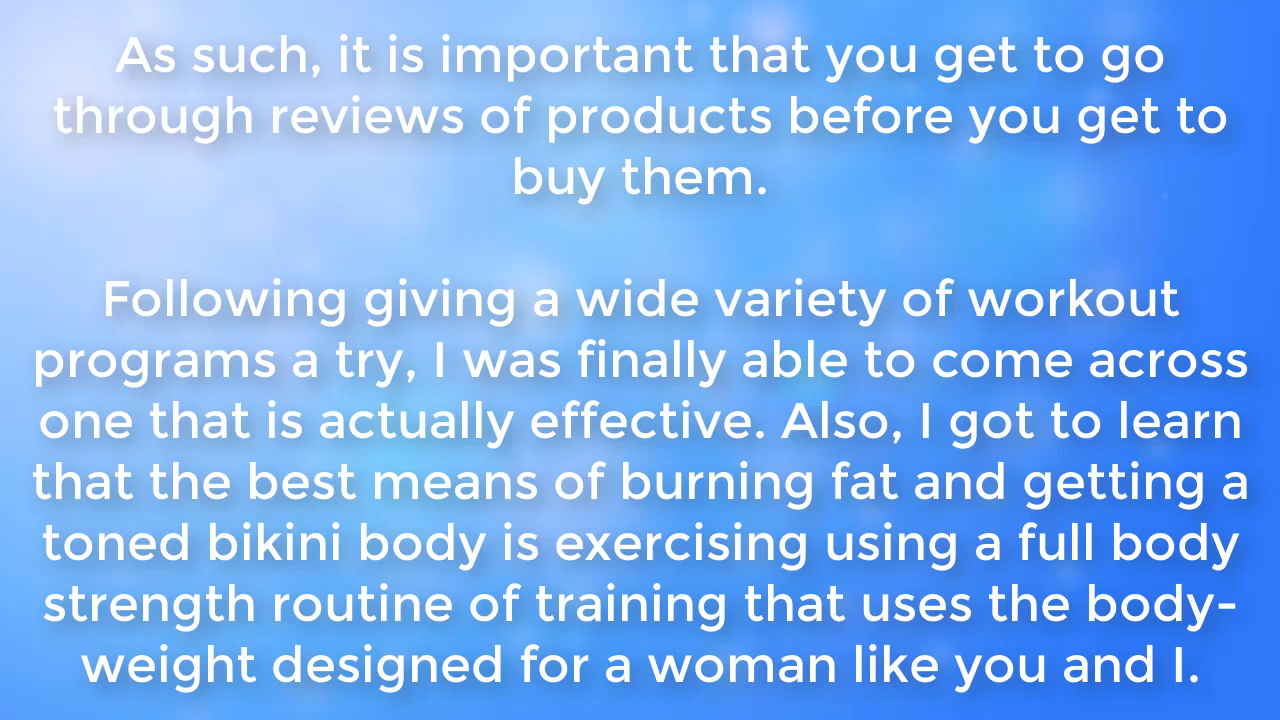 As such, it is important that you get to go
through reviews of products before you get to
buy them.
Following giving a wide variety of workout
programs a try, I was finally able to come across
one that is actually effective. Also, I got to learn
that the best means of burning fat and getting a
toned bikini body is exercising using a full body
strength routine of training that uses the body-
weight designed for a woman like you and I.